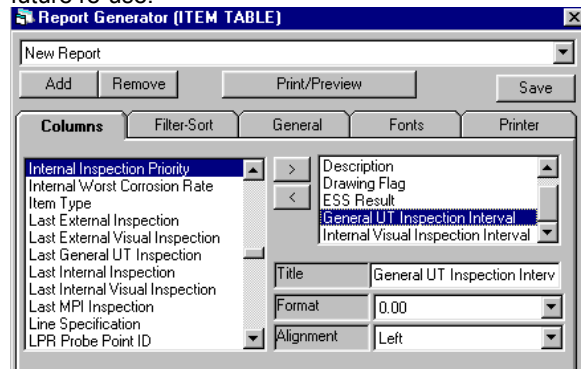 future re-use.
Report Generator (ITEM TABLE)
New Report
Add Remove Print/Preview Save
Columns Filter-Sort General Fonts Printer
Internal Inspection Priority
Internal Worst Corrosion Rate
Item Type
Last External Inspection
Last External Visual Inspection
Last General UT Inspection
Last Internal Inspection
Last Internal Visual Inspection
Last MPI Inspection
Line Specification
LPR Probe Point ID
>
<
Description
Drawing Flag
ESS Result
General UT Inspection Interval
Internal Visual Inspection Interval
Title General UT Inspection Interv
Format 0.00
Alignment Left